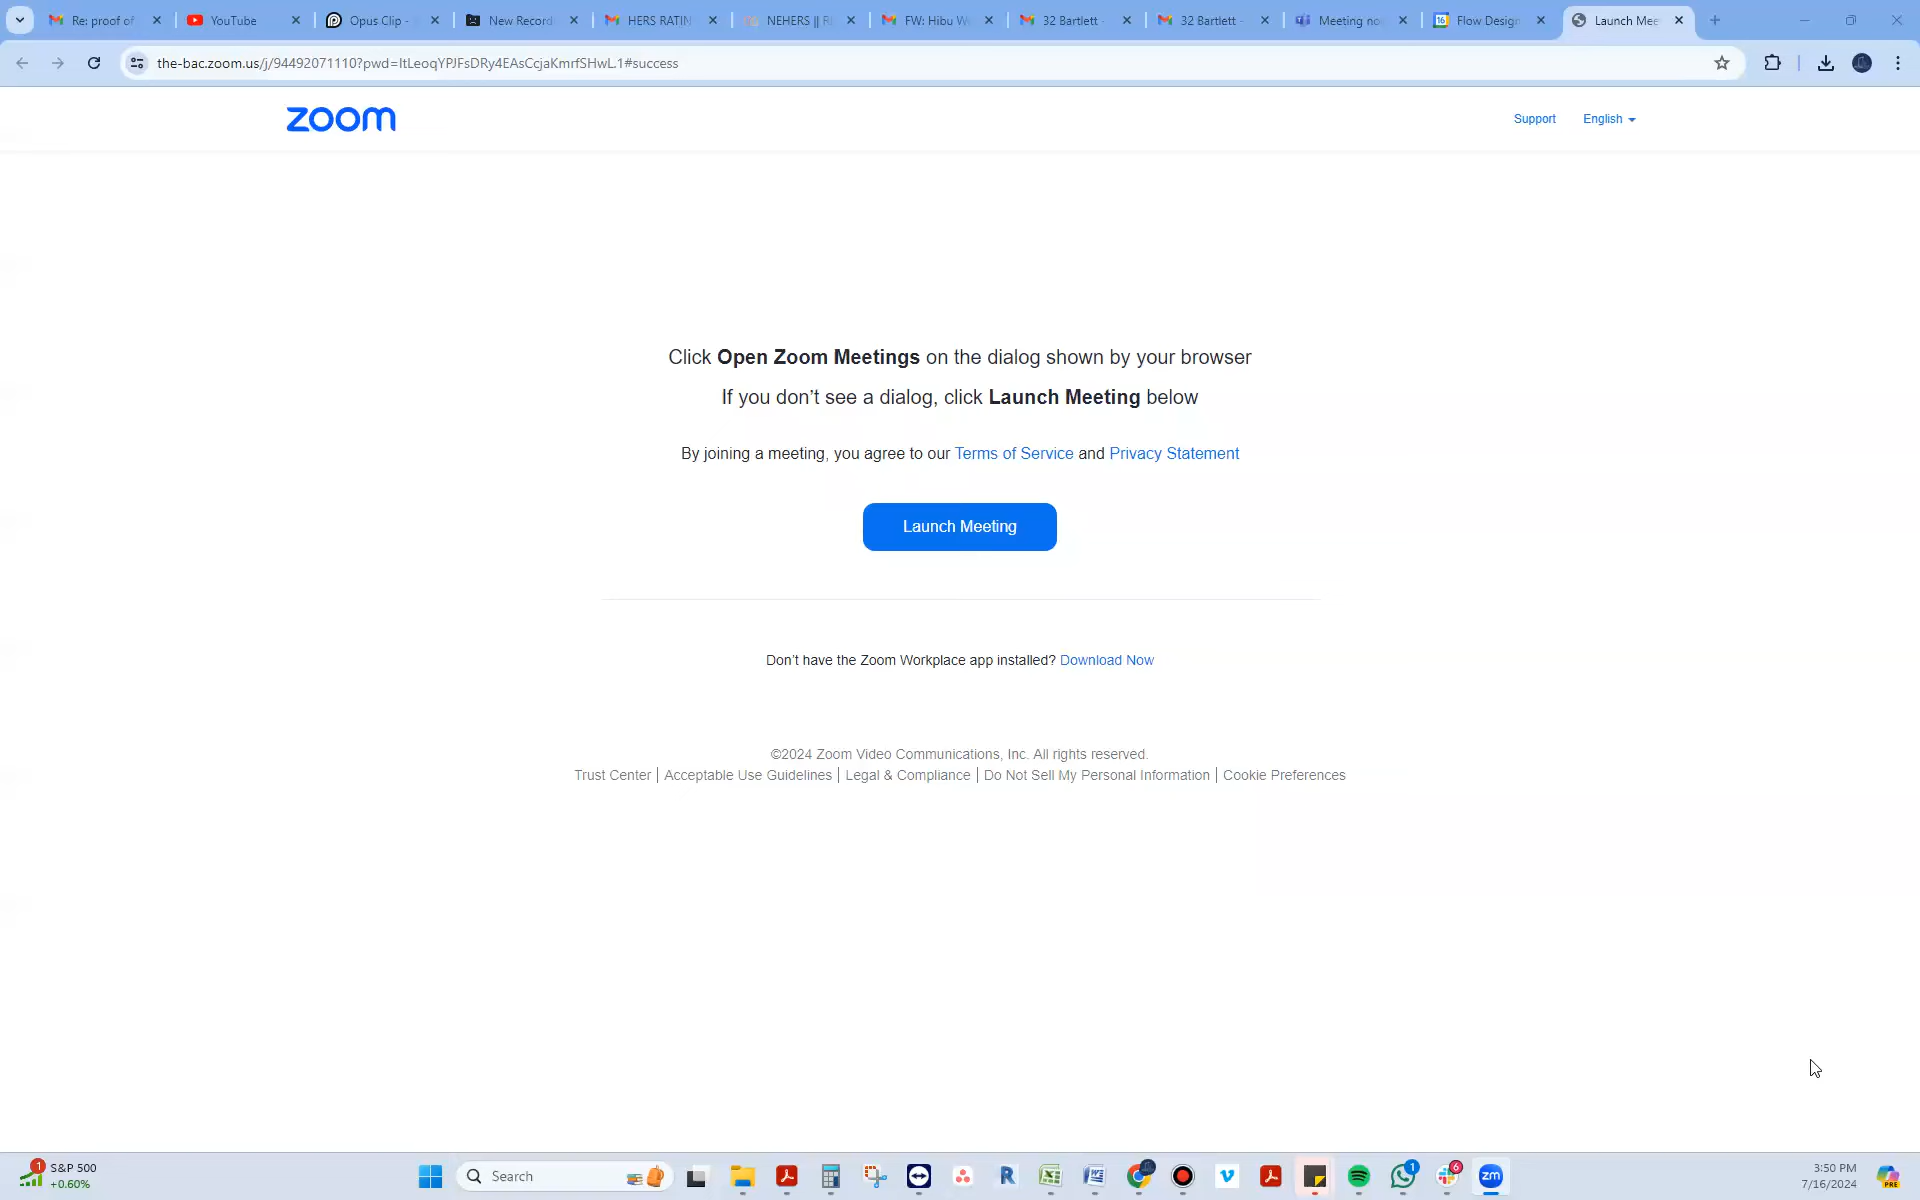 Re: proof of
YouTube
Opus Clip -
New Record
HERS RATIN
NEHERS || R
FW: Hibu W
32 Bartlett -
32 Bartlett -
Meeting no
Flow Design
Launch Mee
the-bac.zoom.us/j/94492071110?pwd=ItLeoqYPJFsDRy4EAsCcjaKmrfSHwL.1#success
zoom
Support
English
Click Open Zoom Meetings on the dialog shown by your browser
If you don’t see a dialog, click Launch Meeting below
By joining a meeting, you agree to our Terms of Service and Privacy Statement
Launch Meeting
Don’t have the Zoom Workplace app installed? Download Now
©2024 Zoom Video Communications, Inc. All rights reserved.
Trust Center | Acceptable Use Guidelines | Legal & Compliance | Do Not Sell My Personal Information | Cookie Preferences
1
S&P 500
+0.60%
Search
R
V
1
6
zm
3:50 PM
7/16/2024
PRE